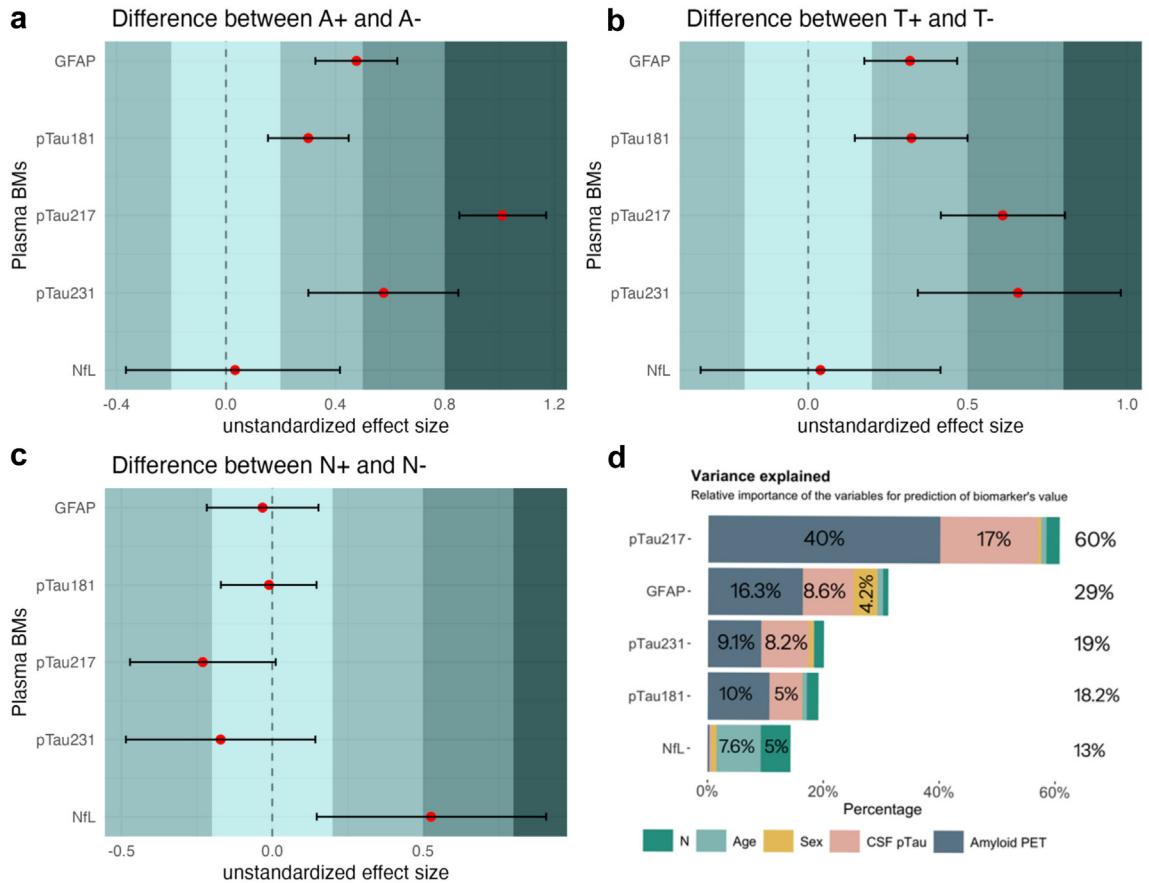 a
Difference between A+ and A-
Plasma BMs
GFAP
pTau181
pTau217
pTau231
NfL
-0.4
0.0
0.4
0.8
1.2
unstandardized effect size
b
Difference between T+ and T-
Plasma BMs
GFAP
pTau181
pTau217
pTau231
NfL
0.0
0.5
1.0
unstandardized effect size
c
Difference between N+ and N-
Plasma BMs
GFAP
pTau181
pTau217
pTau231
NfL
-0.5
0.0
0.5
unstandardized effect size
d
Variance explained
Relative importance of the variables for prediction of biomarker's value
pTau217- 40% 17% 60%
GFAP- 16.3% 8.6% 4.2% 29%
pTau231- 9.1% 8.2% 19%
pTau181- 10% 5% 18.2%
NfL- 7.6% 5% 13%
0% 20% 40% 60%
Percentage
N Age Sex CSF pTau Amyloid PET